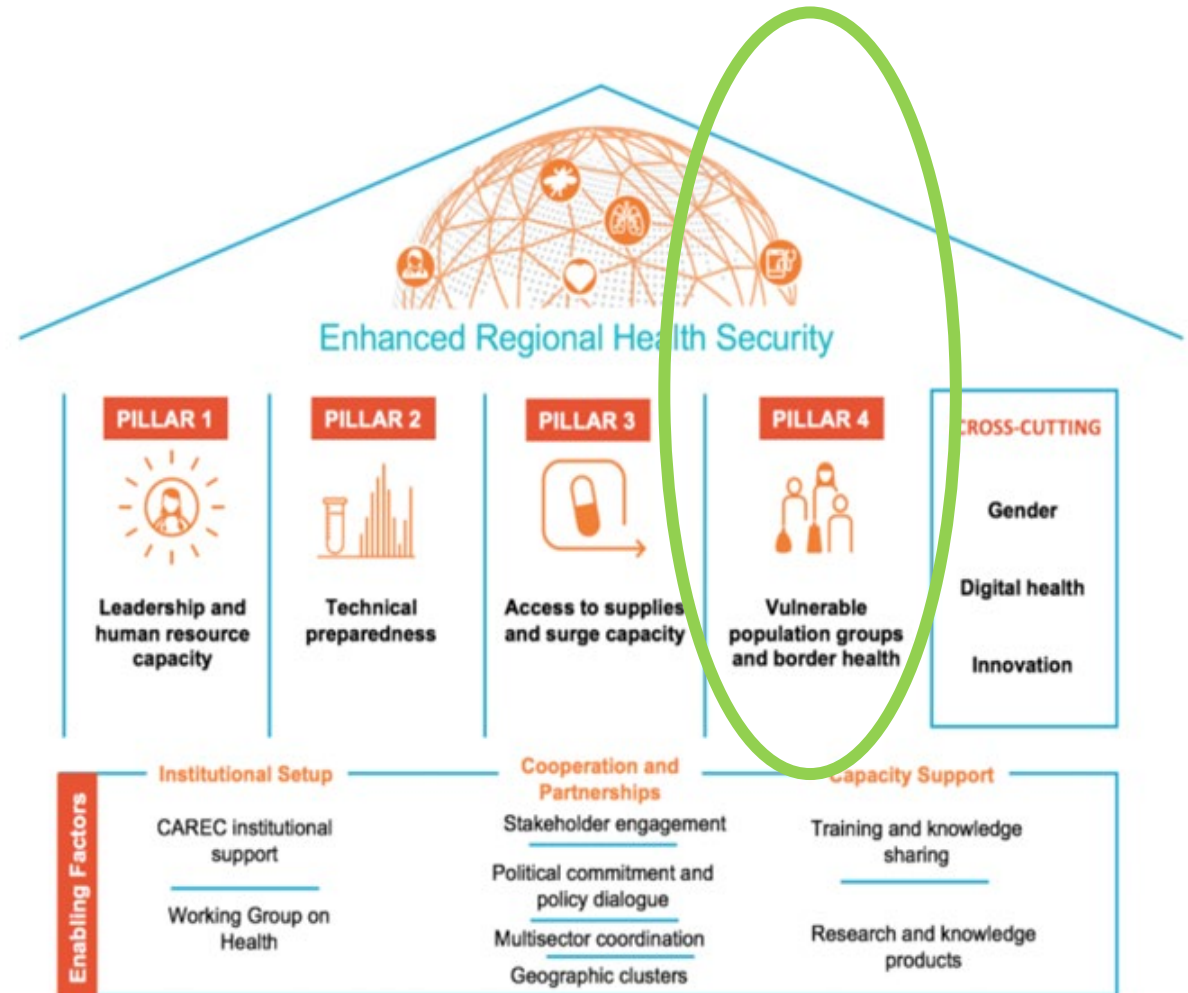 Enhanced Regional Health Security
PILLAR 1
Leadership and
human resource
capacity
PILLAR 2
Technical
preparedness
PILLAR 3
Access to supplies
and surge capacity
PILLAR 4
Vulnerable
population groups
and border health
CROSS-CUTTING
Gender
Digital health
Innovation
Enabling Factors
Institutional Setup
CAREC institutional
support
Working Group on
Health
Cooperation and
Partnerships
Stakeholder engagement
Political commitment and
policy dialogue
Multisector coordination
Geographic clusters
Capacity Support
Training and knowledge
sharing
Research and knowledge
products